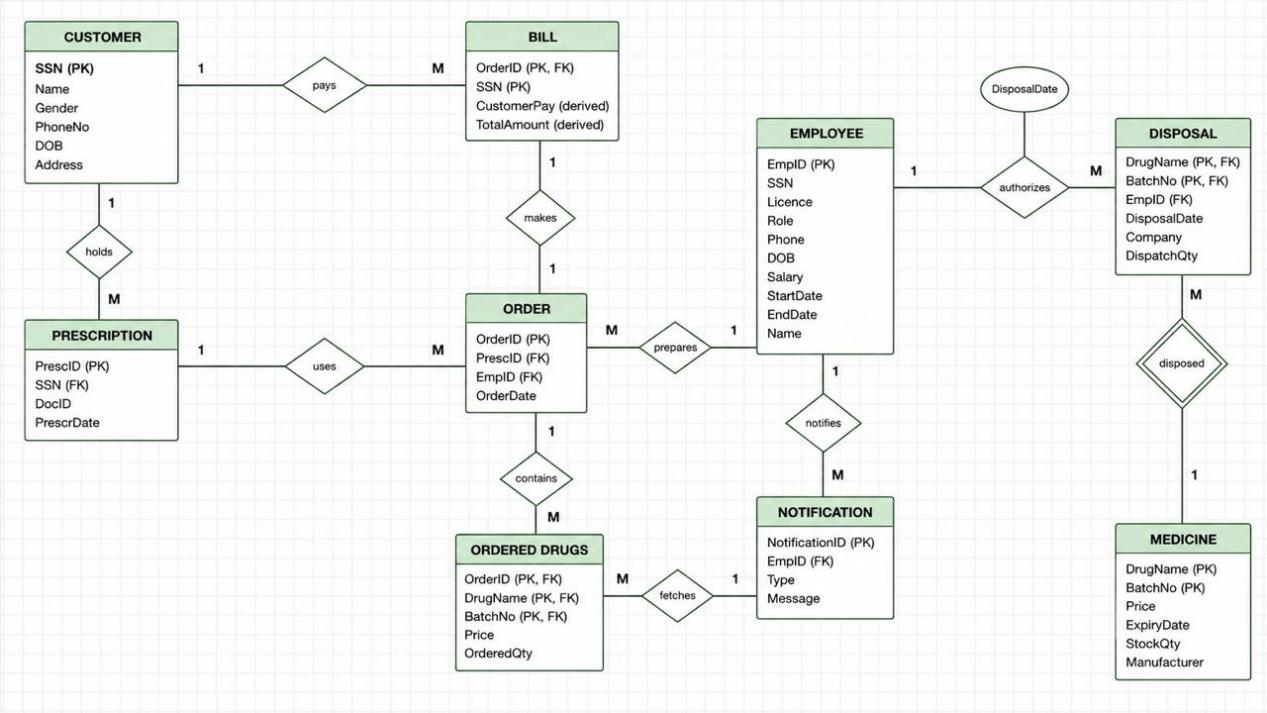 CUSTOMER
SSN (PK)
Name
Gender
PhoneNo
DOB
Address
1
pays
M
BILL
OrderID (PK, FK)
SSN (PK)
CustomerPay (derived)
TotalAmount (derived)
1
holds
M
1
makes
1
PRESCRIPTION
PrescID (PK)
SSN (FK)
DocID
PrescrDate
1
uses
M
ORDER
OrderID (PK)
PrescID (FK)
EmpID (FK)
OrderDate
M
prepares
1
EMPLOYEE
EmpID (PK)
SSN
Licence
Role
Phone
DOB
Salary
StartDate
EndDate
Name
1
authorizes
M
DisposalDate
DISPOSAL
DrugName (PK, FK)
BatchNo (PK, FK)
EmpID (FK)
DisposalDate
Company
DispatchQty
1
contains
M
ORDERED DRUGS
OrderID (PK, FK)
DrugName (PK, FK)
BatchNo (PK, FK)
Price
OrderedQty
M
fetches
1
1
notifies
M
NOTIFICATION
NotificationID (PK)
EmpID (FK)
Type
Message
M
disposed
1
MEDICINE
DrugName (PK)
BatchNo (PK)
Price
ExpiryDate
StockQty
Manufacturer